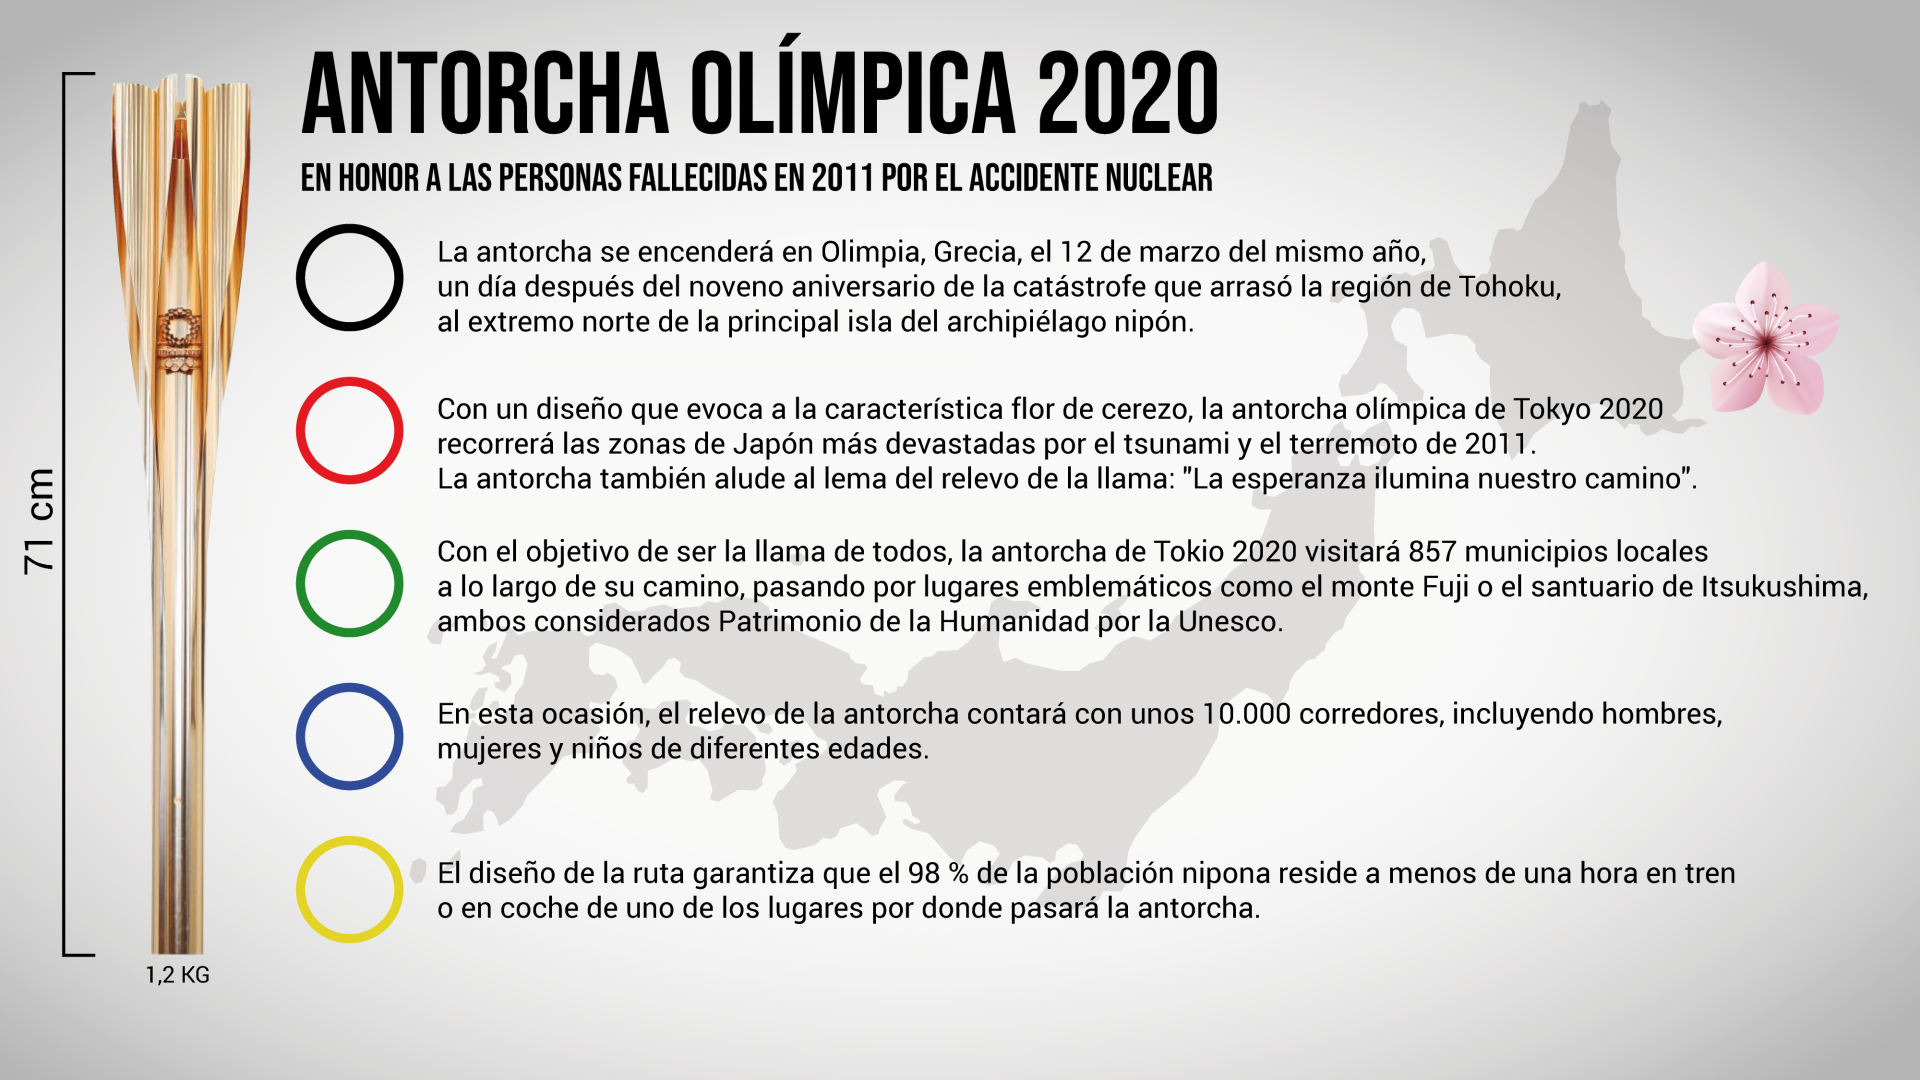 ANTORCHA OLÍMPICA 2020
EN HONOR A LAS PERSONAS FALLECIDAS EN 2011 POR EL ACCIDENTE NUCLEAR
La antorcha se encenderá en Olimpia, Grecia, el 12 de marzo del mismo año,
un día después del noveno aniversario de la catástrofe que arrasó la región de Tohoku,
al extremo norte de la principal isla del archipiélago nipón.
Con un diseño que evoca a la característica flor de cerezo, la antorcha olímpica de Tokyo 2020
recorrerá las zonas de Japón más devastadas por el tsunami y el terremoto de 2011.
La antorcha también alude al lema del relevo de la llama: "La esperanza ilumina nuestro camino".
Con el objetivo de ser la llama de todos, la antorcha de Tokio 2020 visitará 857 municipios locales
a lo largo de su camino, pasando por lugares emblemáticos como el monte Fuji o el santuario de Itsukushima,
ambos considerados Patrimonio de la Humanidad por la Unesco.
En esta ocasión, el relevo de la antorcha contará con unos 10.000 corredores, incluyendo hombres,
mujeres y niños de diferentes edades.
El diseño de la ruta garantiza que el 98 % de la población nipona reside a menos de una hora en tren
o en coche de uno de los lugares por donde pasará la antorcha.
71 cm
1,2 KG